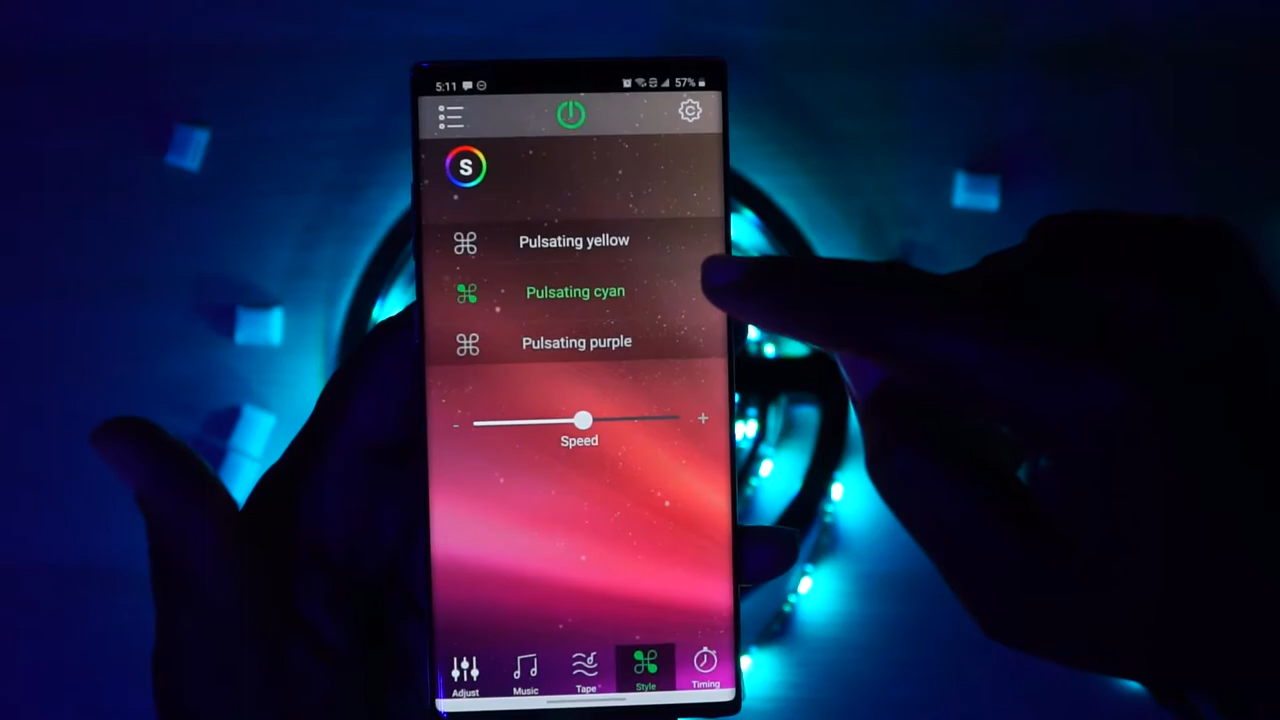 5:11
57%
S
Pulsating yellow
Pulsating cyan
Pulsating purple
- +
Speed
Adjust Music Tape Style Timing